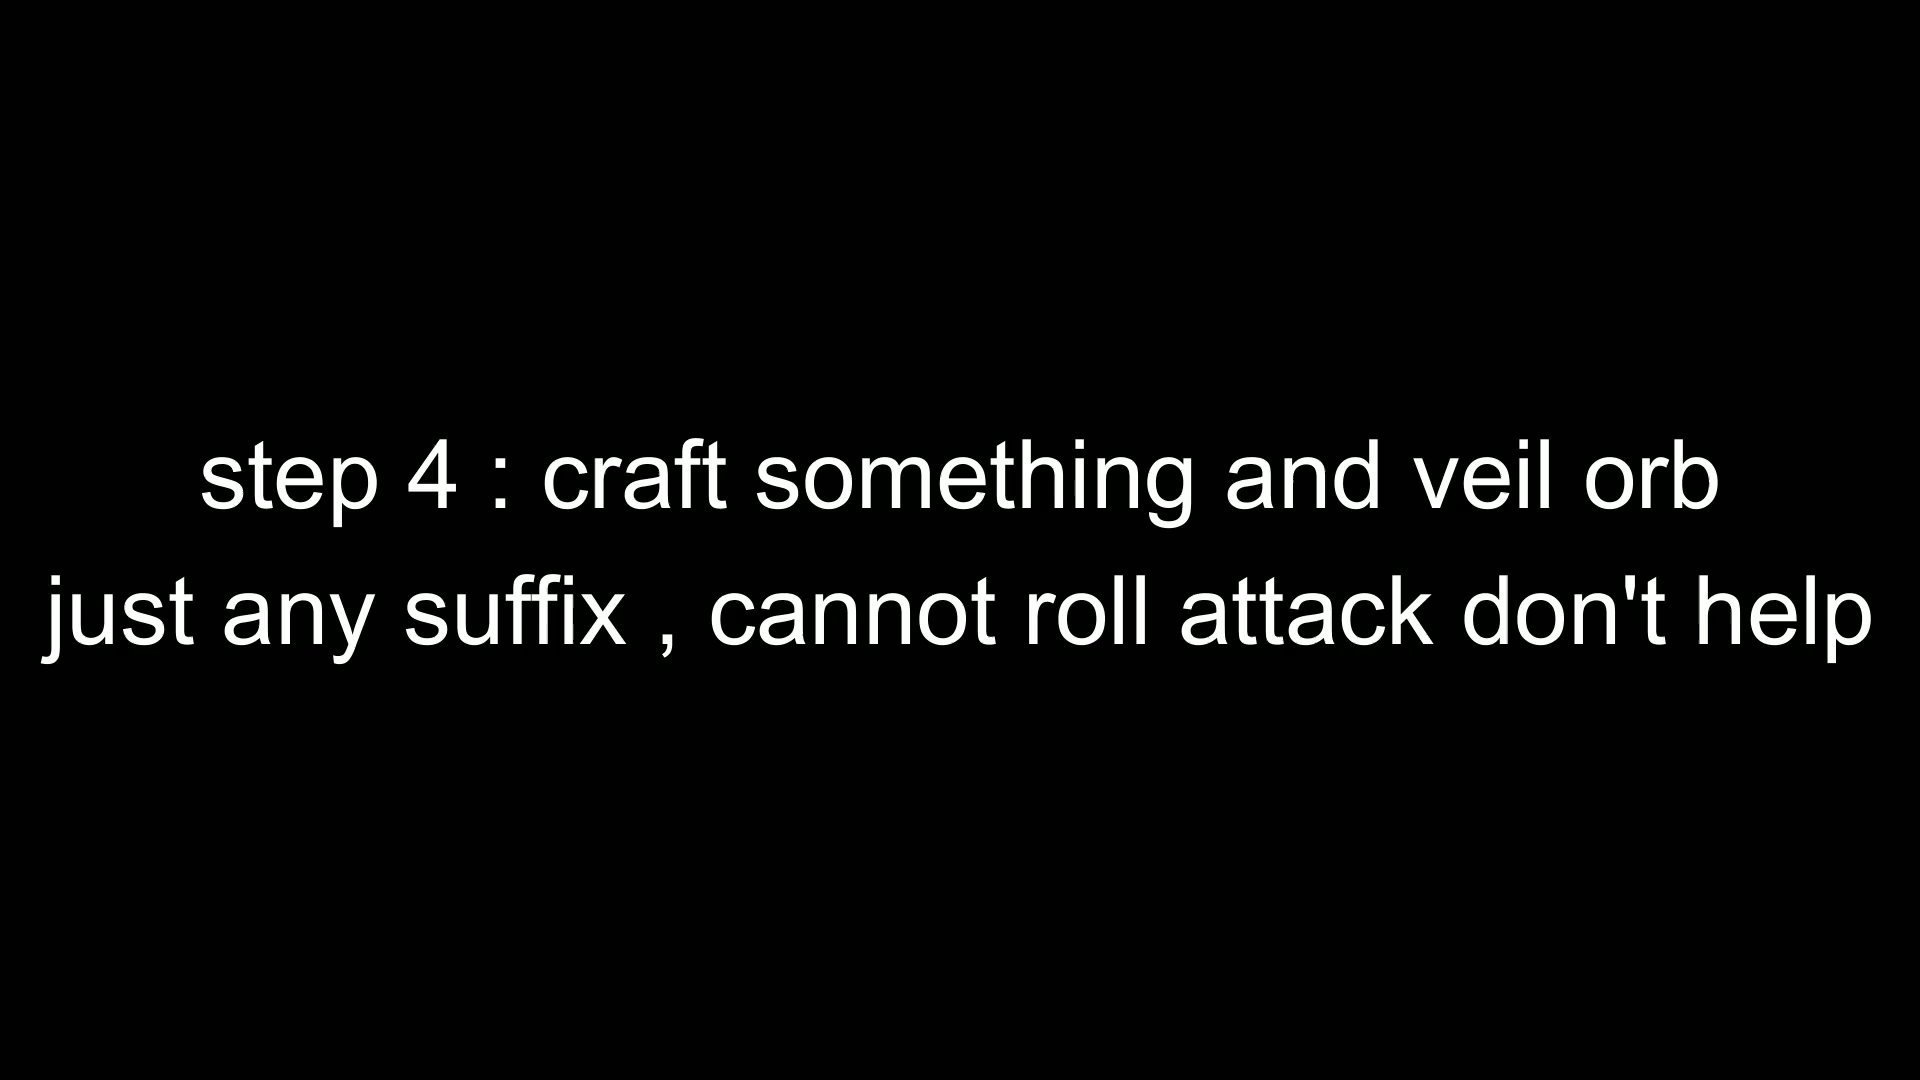 step 4 : craft something and veil orb
just any suffix , cannot roll attack don't help